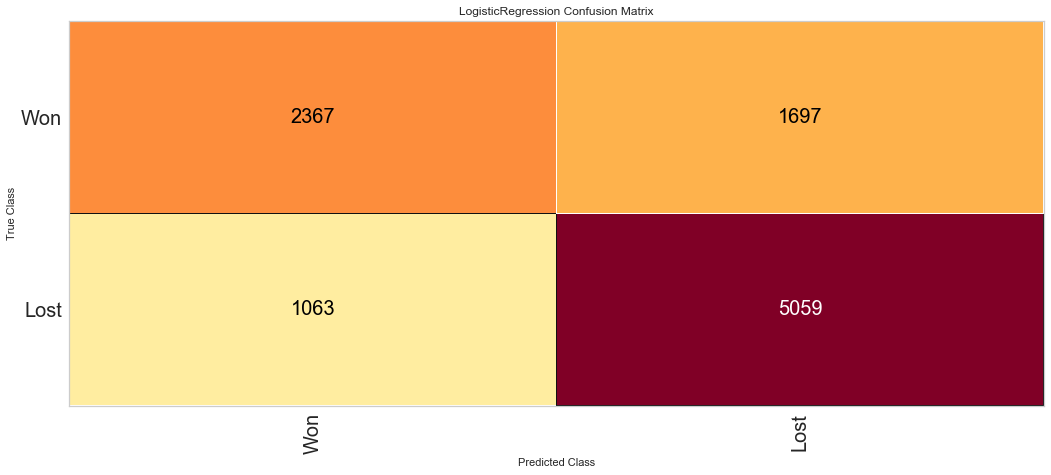 LogisticRegression Confusion Matrix
Won
2367
1697
True Class
Lost
1063
5059
Won
Lost
Predicted Class